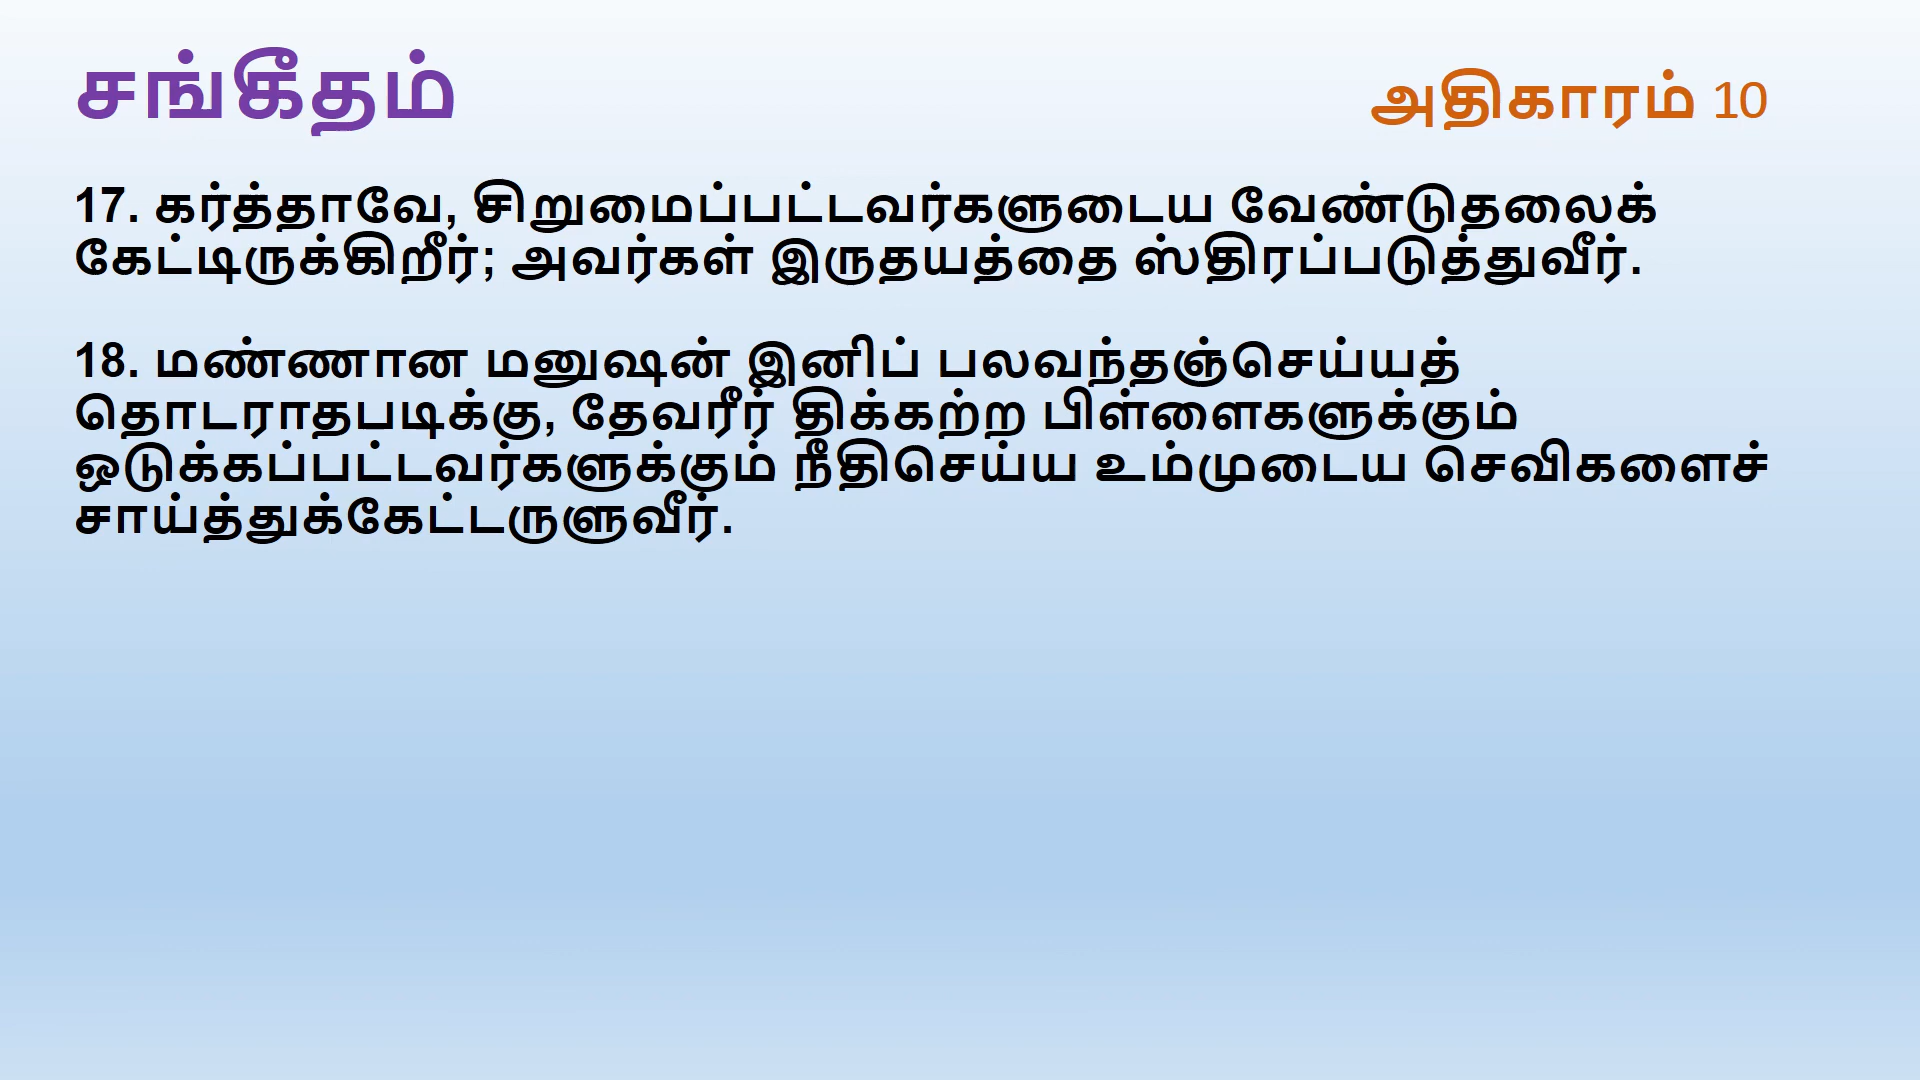 சங்கீதம்
அதிகாரம் 10
17. கர்த்தாவே, சிறுமைப்பட்டவர்களுடைய வேண்டுதலைக்
கேட்டிருக்கிறீர்; அவர்கள் இருதயத்தை ஸ்திரப்படுத்துவீர்.
18. மண்ணான மனுஷன் இனிப் பலவந்தஞ்செய்யத்
தொடராதபடிக்கு, தேவரீர் திக்கற்ற பிள்ளைகளுக்கும்
ஒடுக்கப்பட்டவர்களுக்கும் நீதிசெய்ய உம்முடைய செவிகளைச்
சாய்த்துக்கேட்டருளுவீர்.